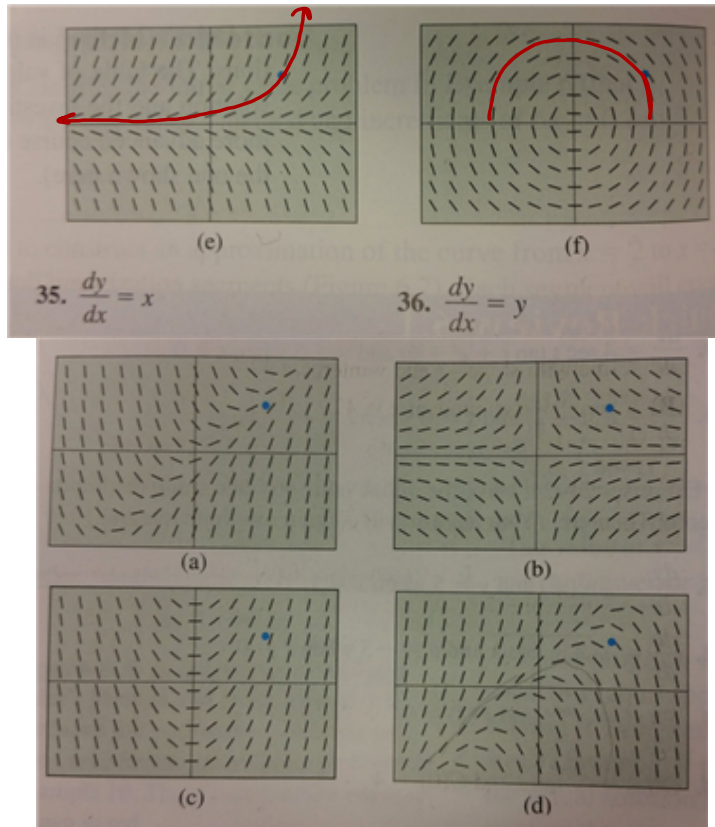 (e) (f)
35. dy/dx = x 36. dy/dx = y
(a) (b)
(c) (d)